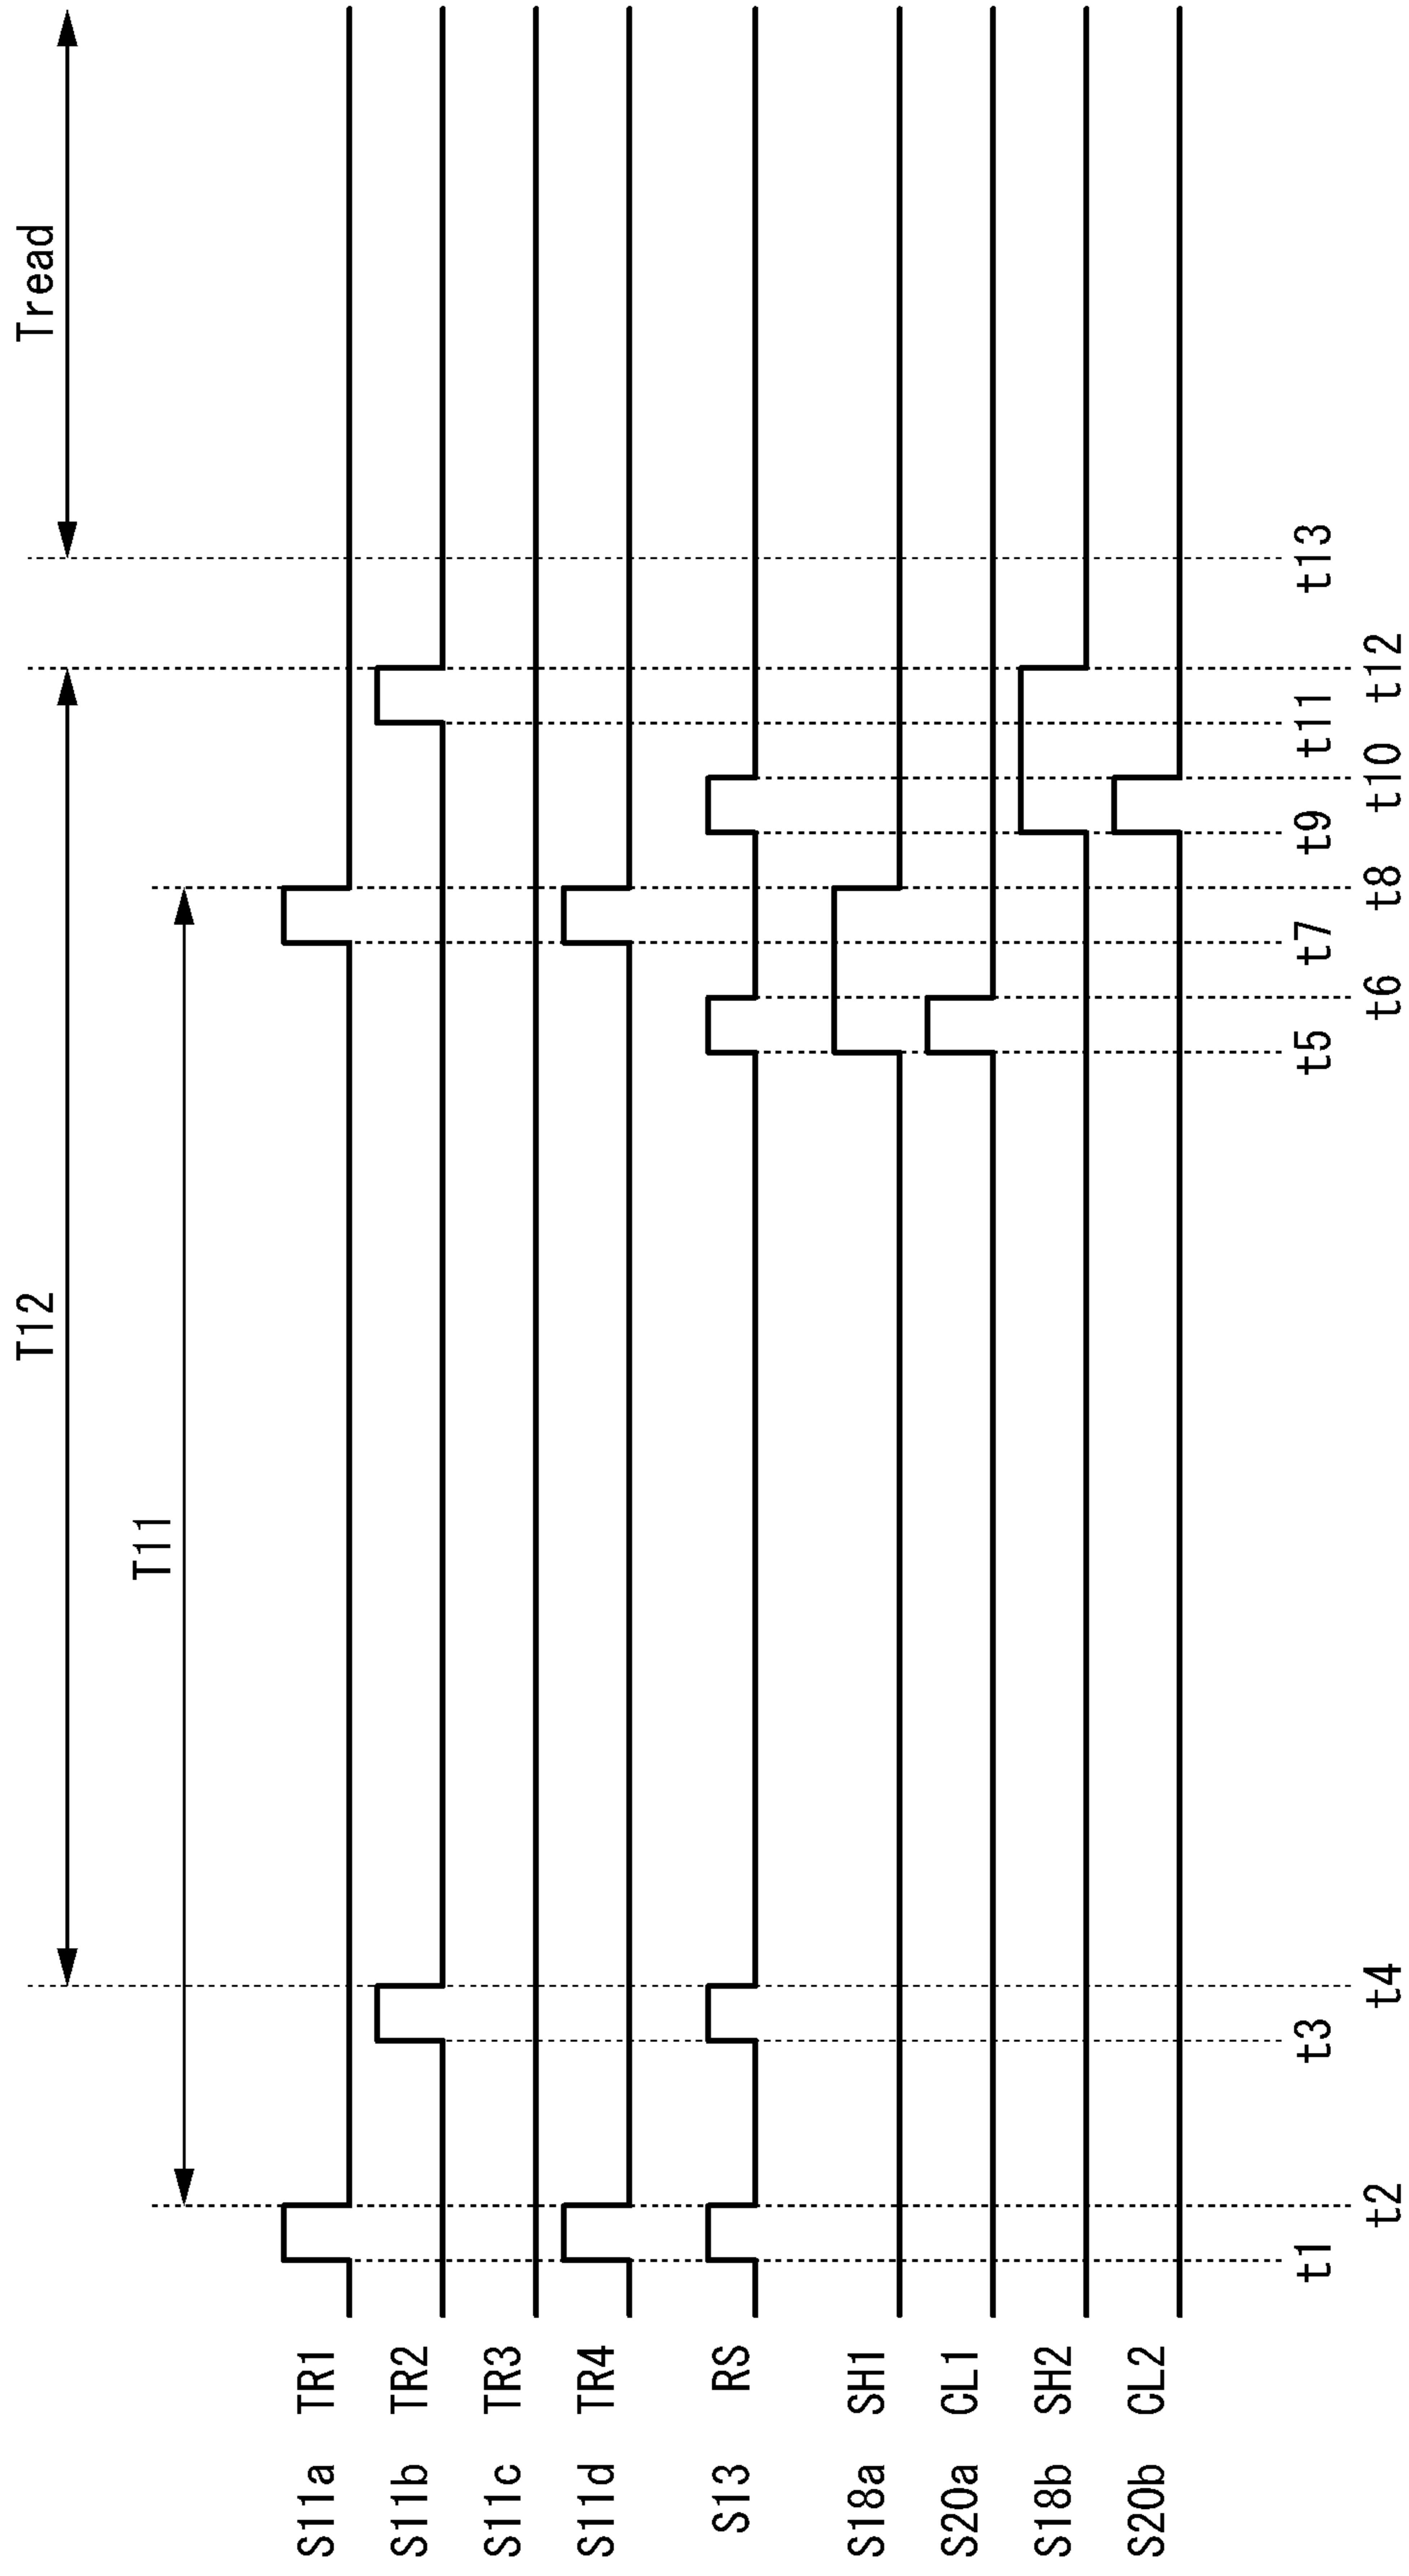 T12 Tread
T11
S11a TR1
S11b TR2
S11c TR3
S11d TR4
S13 RS
S18a SH1
S20a CL1
S18b SH2
S20b CL2
t1 t3 t5 t7 t9 t11 t13
t2 t4 t6 t8 t10 t12